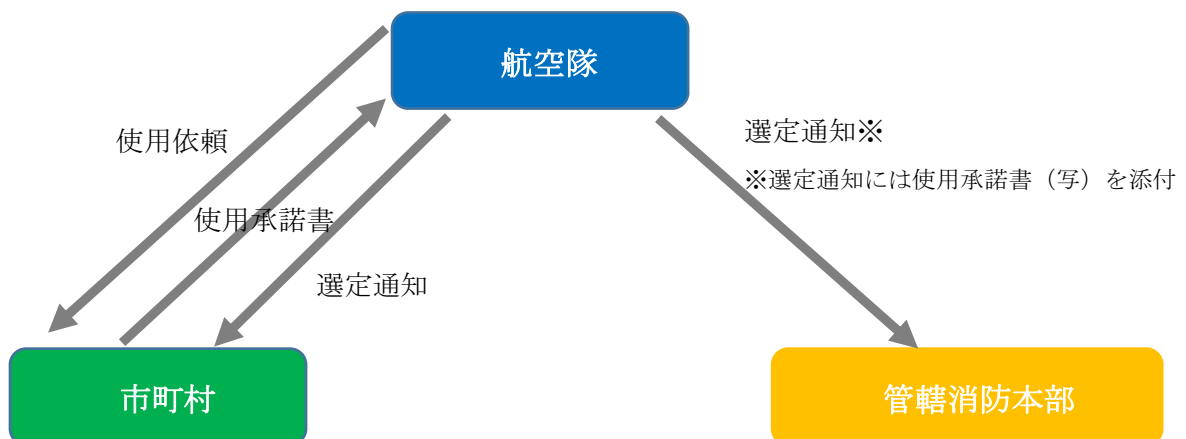 航空隊
使用依頼
選定通知※
※選定通知には使用承諾書（写）を添付
使用承諾書
選定通知
市町村
管轄消防本部